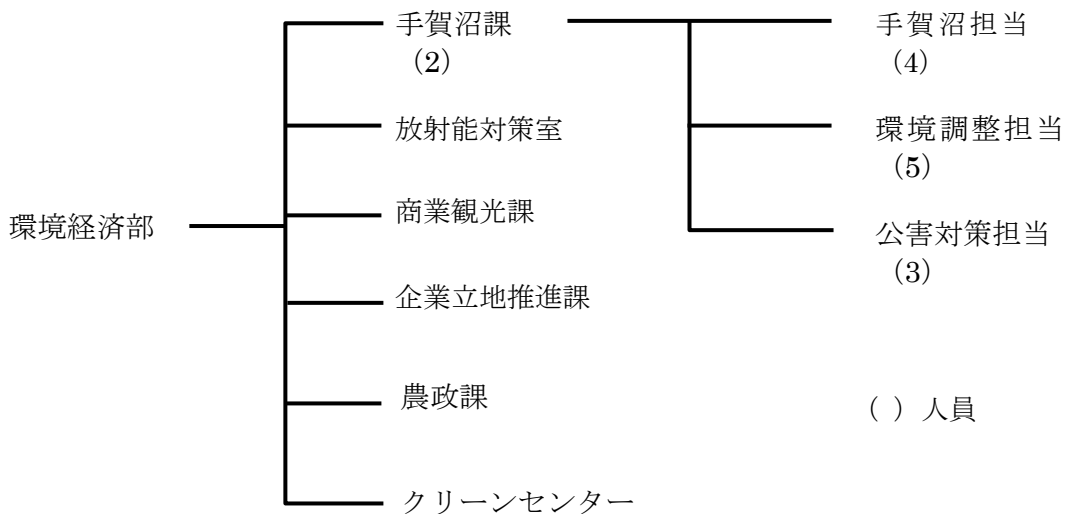 手賀沼課
(2)
手賀沼担当
(4)
放射能対策室
環境調整担当
(5)
商業観光課
環境経済部
公害対策担当
(3)
企業立地推進課
農政課
( ) 人員
クリーンセンター